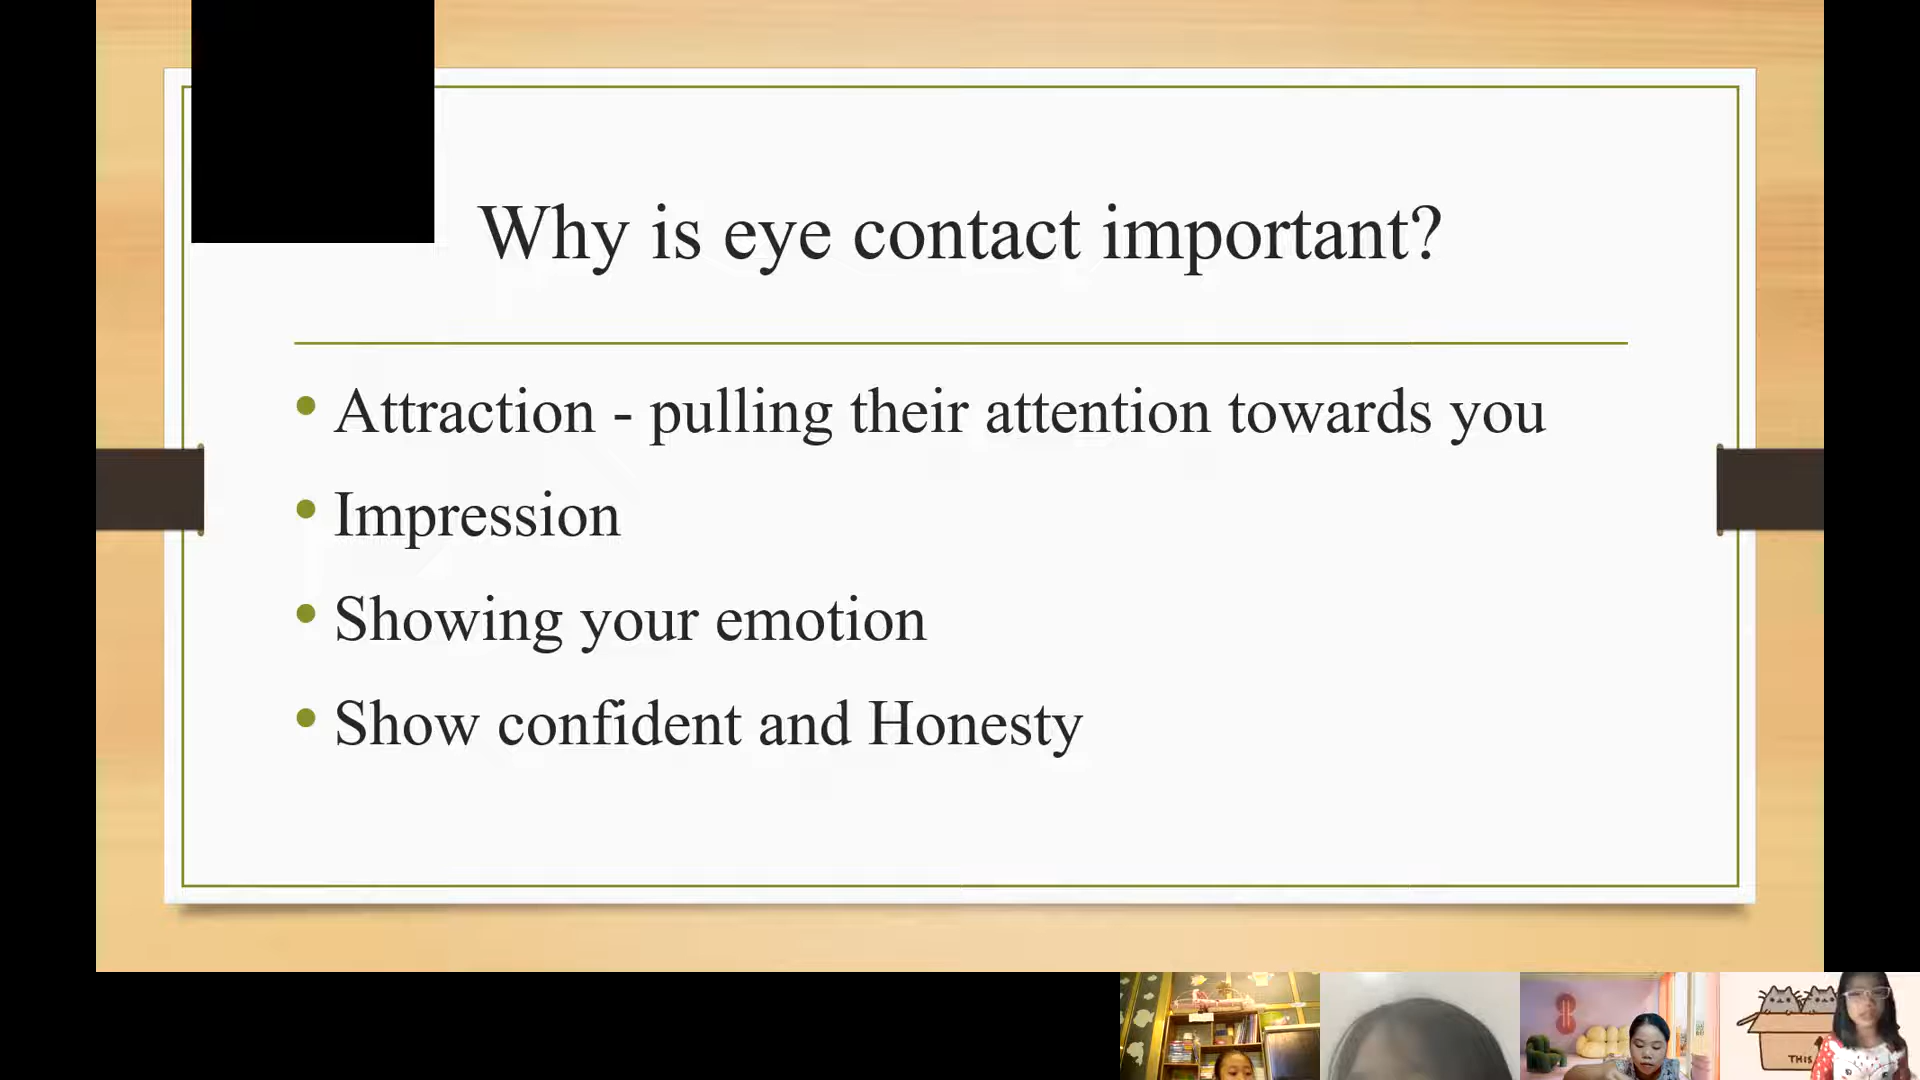 Why is eye contact important?
• Attraction - pulling their attention towards you
• Impression
• Showing your emotion
• Show confident and Honesty
THIS